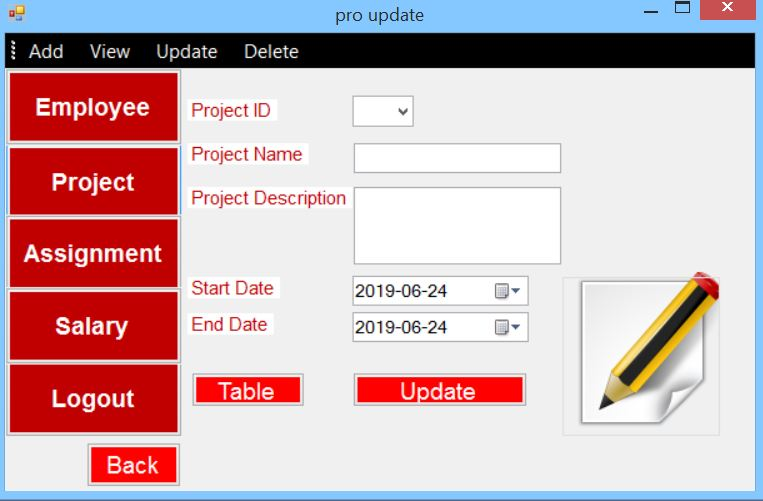 pro update
Add View Update Delete
Employee
Project
Assignment
Salary
Logout
Back
Project ID
Project Name
Project Description
Start Date 2019-06-24
End Date 2019-06-24
Table Update